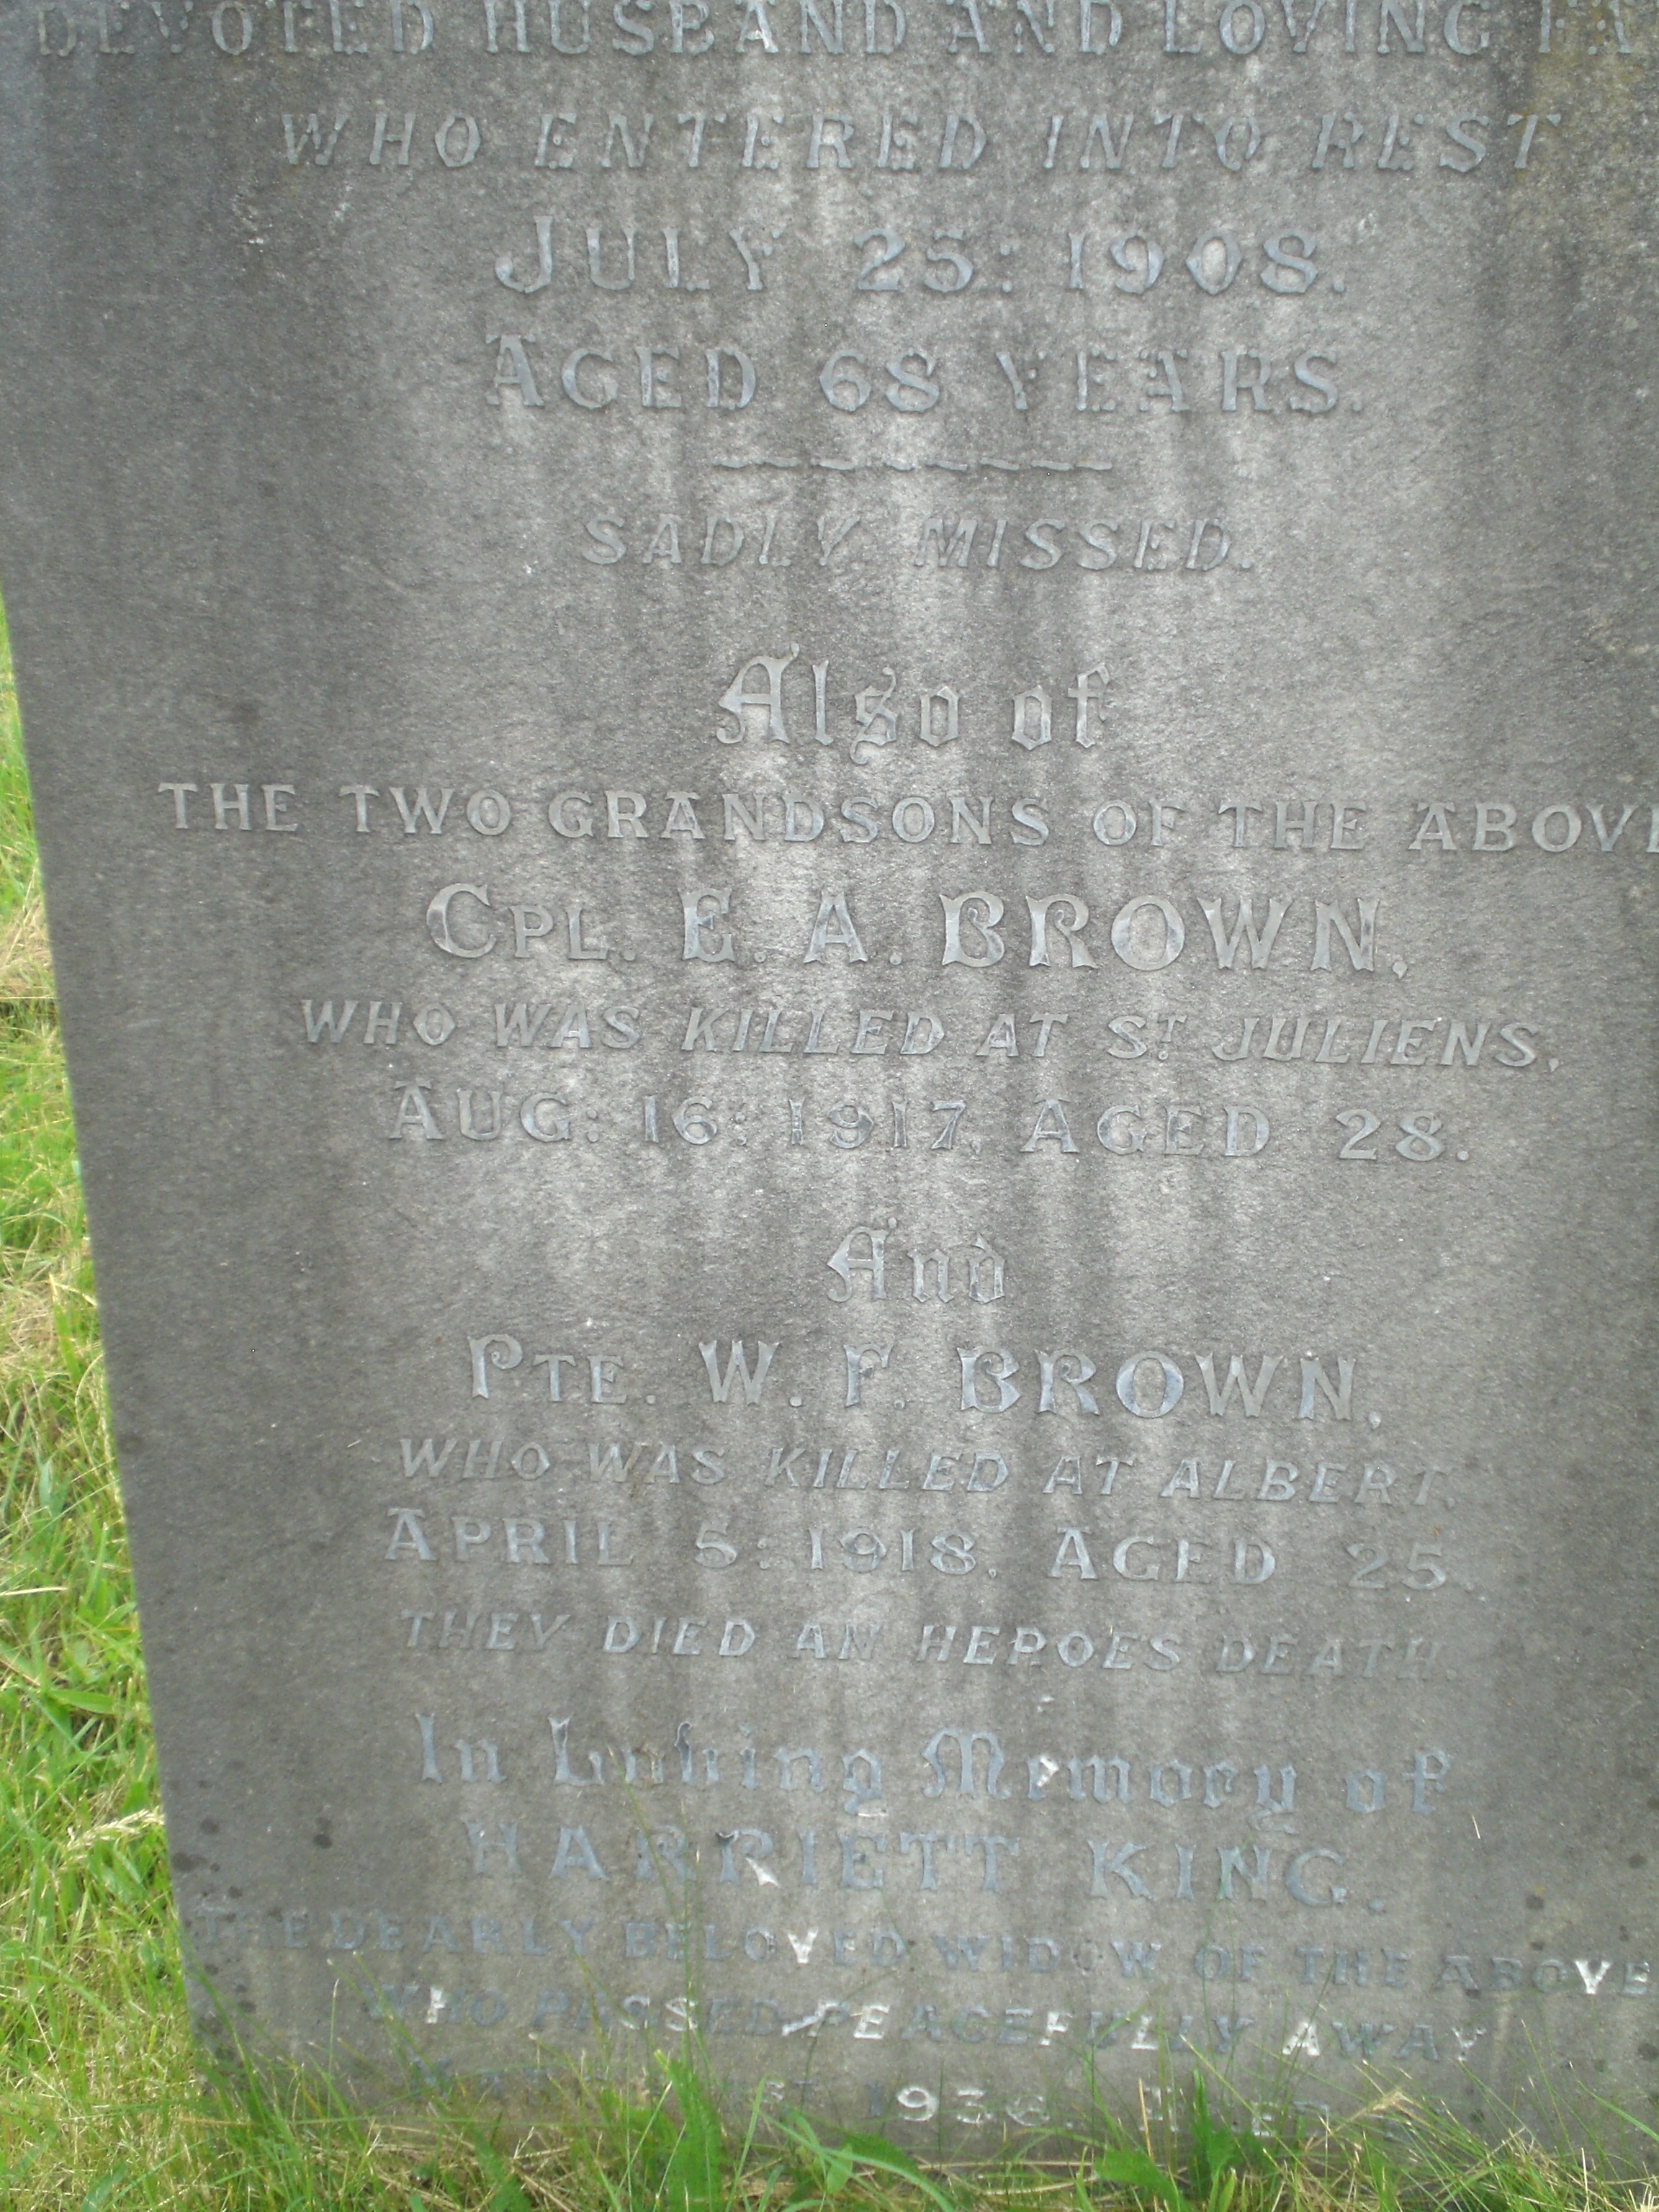 DEVOTED HUSBAND AND LOVING FA
WHO ENTERED INTO REST
JULY 25: 1908.
AGED 68 YEARS.
SADLY MISSED.
Also of
THE TWO GRANDSONS OF THE ABOVE
CPL. E. A. BROWN,
WHO WAS KILLED AT ST JULIENS,
AUG: 16: 1917, AGED 28.
And
PTE. W. F. BROWN,
WHO WAS KILLED AT ALBERT,
APRIL 5: 1918, AGED 25.
THEY DIED AN HEROES DEATH.
In Loving Memory of
HARRIETT KING.
THE DEARLY BELOVED WIDOW OF THE ABOVE
WHO PASSED PEACEFULLY AWAY